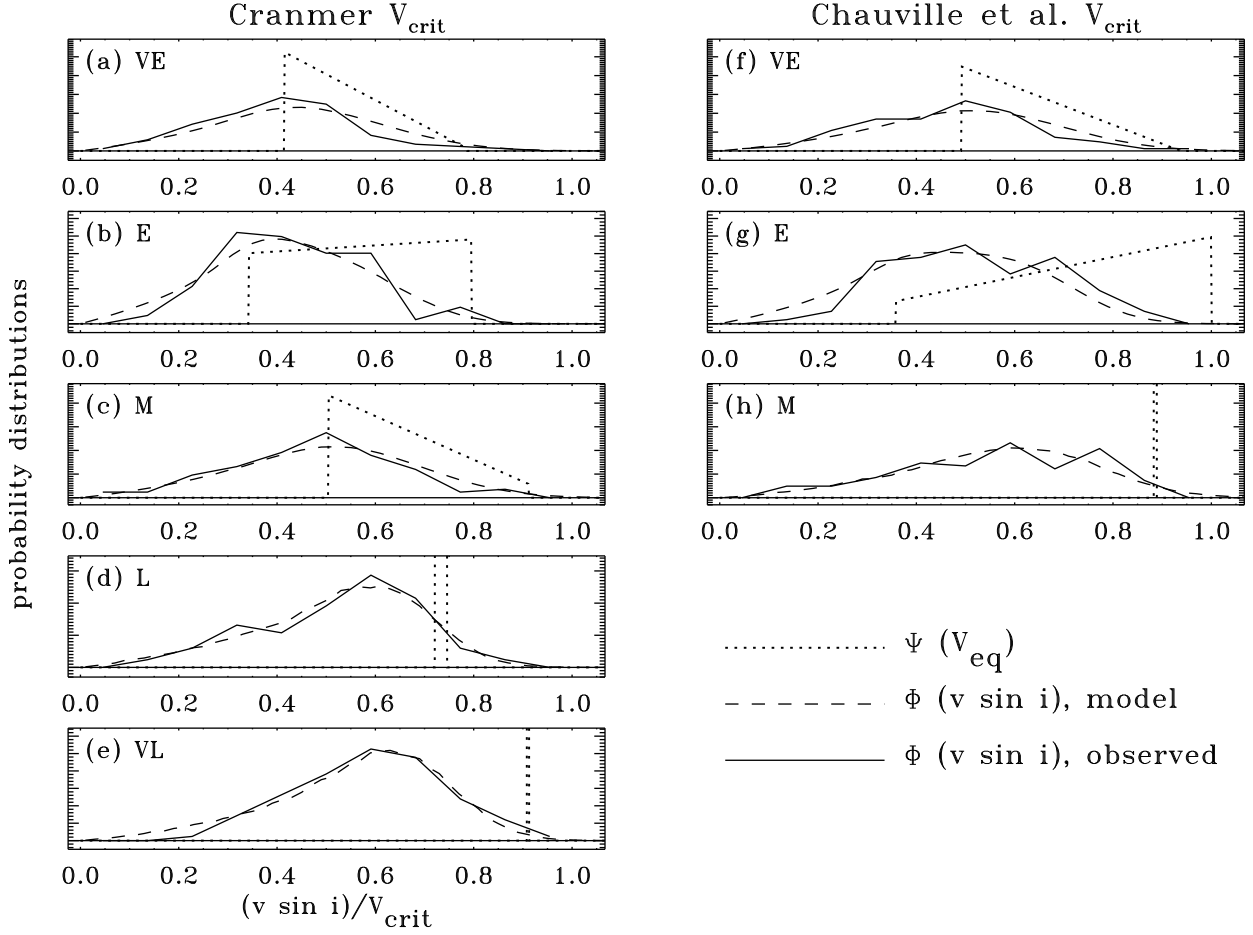 Cranmer V_crit
Chauville et al. V_crit
probability distributions
(a) VE
0.0 0.2 0.4 0.6 0.8 1.0
(b) E
0.0 0.2 0.4 0.6 0.8 1.0
(c) M
0.0 0.2 0.4 0.6 0.8 1.0
(d) L
0.0 0.2 0.4 0.6 0.8 1.0
(e) VL
0.0 0.2 0.4 0.6 0.8 1.0
(v sin i)/V_crit
(f) VE
0.0 0.2 0.4 0.6 0.8 1.0
(g) E
0.0 0.2 0.4 0.6 0.8 1.0
(h) M
0.0 0.2 0.4 0.6 0.8 1.0
Ψ (V_eq)
Φ (v sin i), model
Φ (v sin i), observed